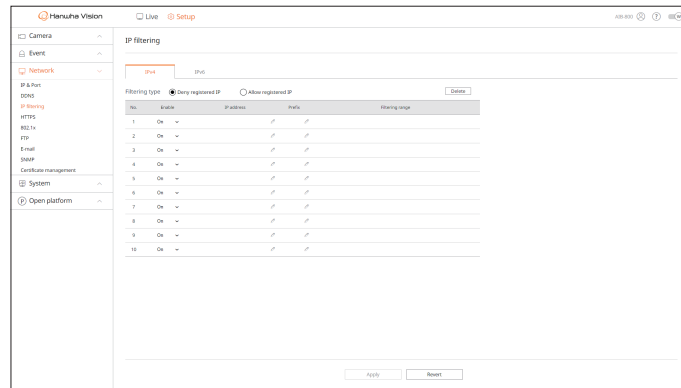 Hanwha Vision
Live
Setup
Camera
Event
Network
IP & Port
DDNS
IP filtering
HTTPS
802.1x
FTP
E-mail
SNMP
Certificate management
System
P Open platform
IP filtering
IPv4 IPv6
Filtering type Deny registered IP Allow registered IP Delete
No. Enable IP address Prefix Filtering range
1 On
2 On
3 On
4 On
5 On
6 On
7 On
8 On
9 On
10 On
Apply Revert